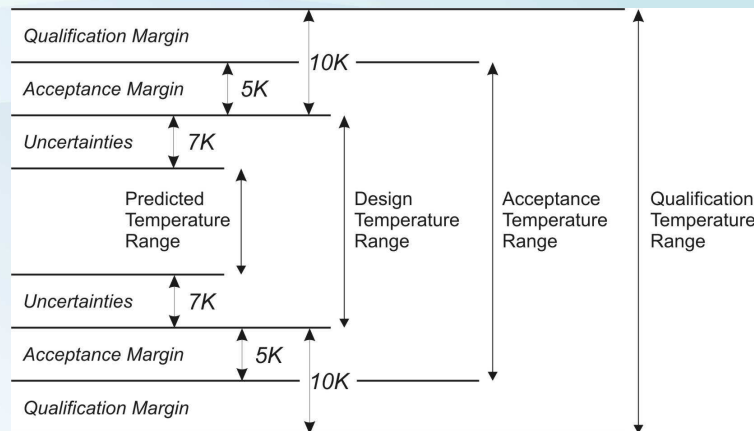 Qualification Margin
10K
Acceptance Margin
5K
Uncertainties
7K
Predicted
Temperature
Range
Design
Temperature
Range
Acceptance
Temperature
Range
Qualification
Temperature
Range
Uncertainties
7K
Acceptance Margin
5K
10K
Qualification Margin